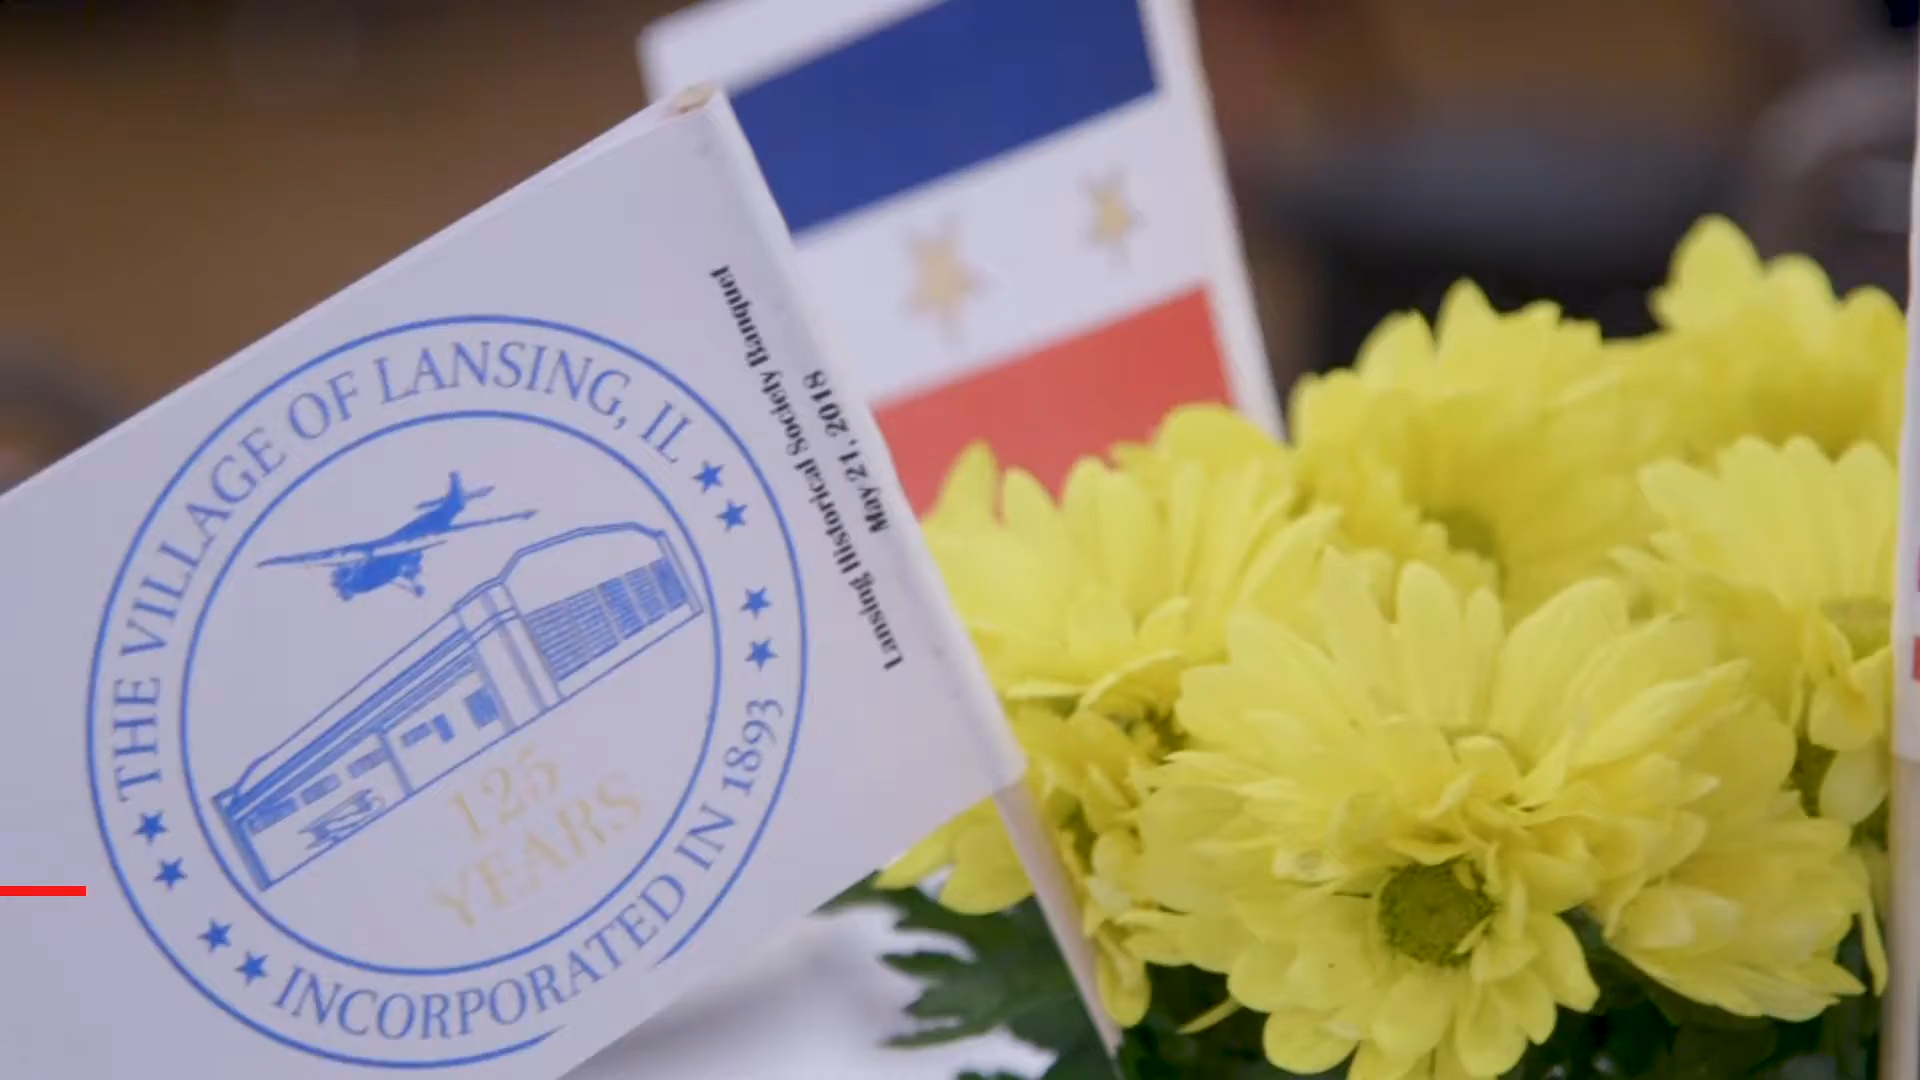 THE VILLAGE OF LANSING, IL
INCORPORATED IN 1893
125
YEARS
Lansing Historical Society Banquet
May 21, 2018